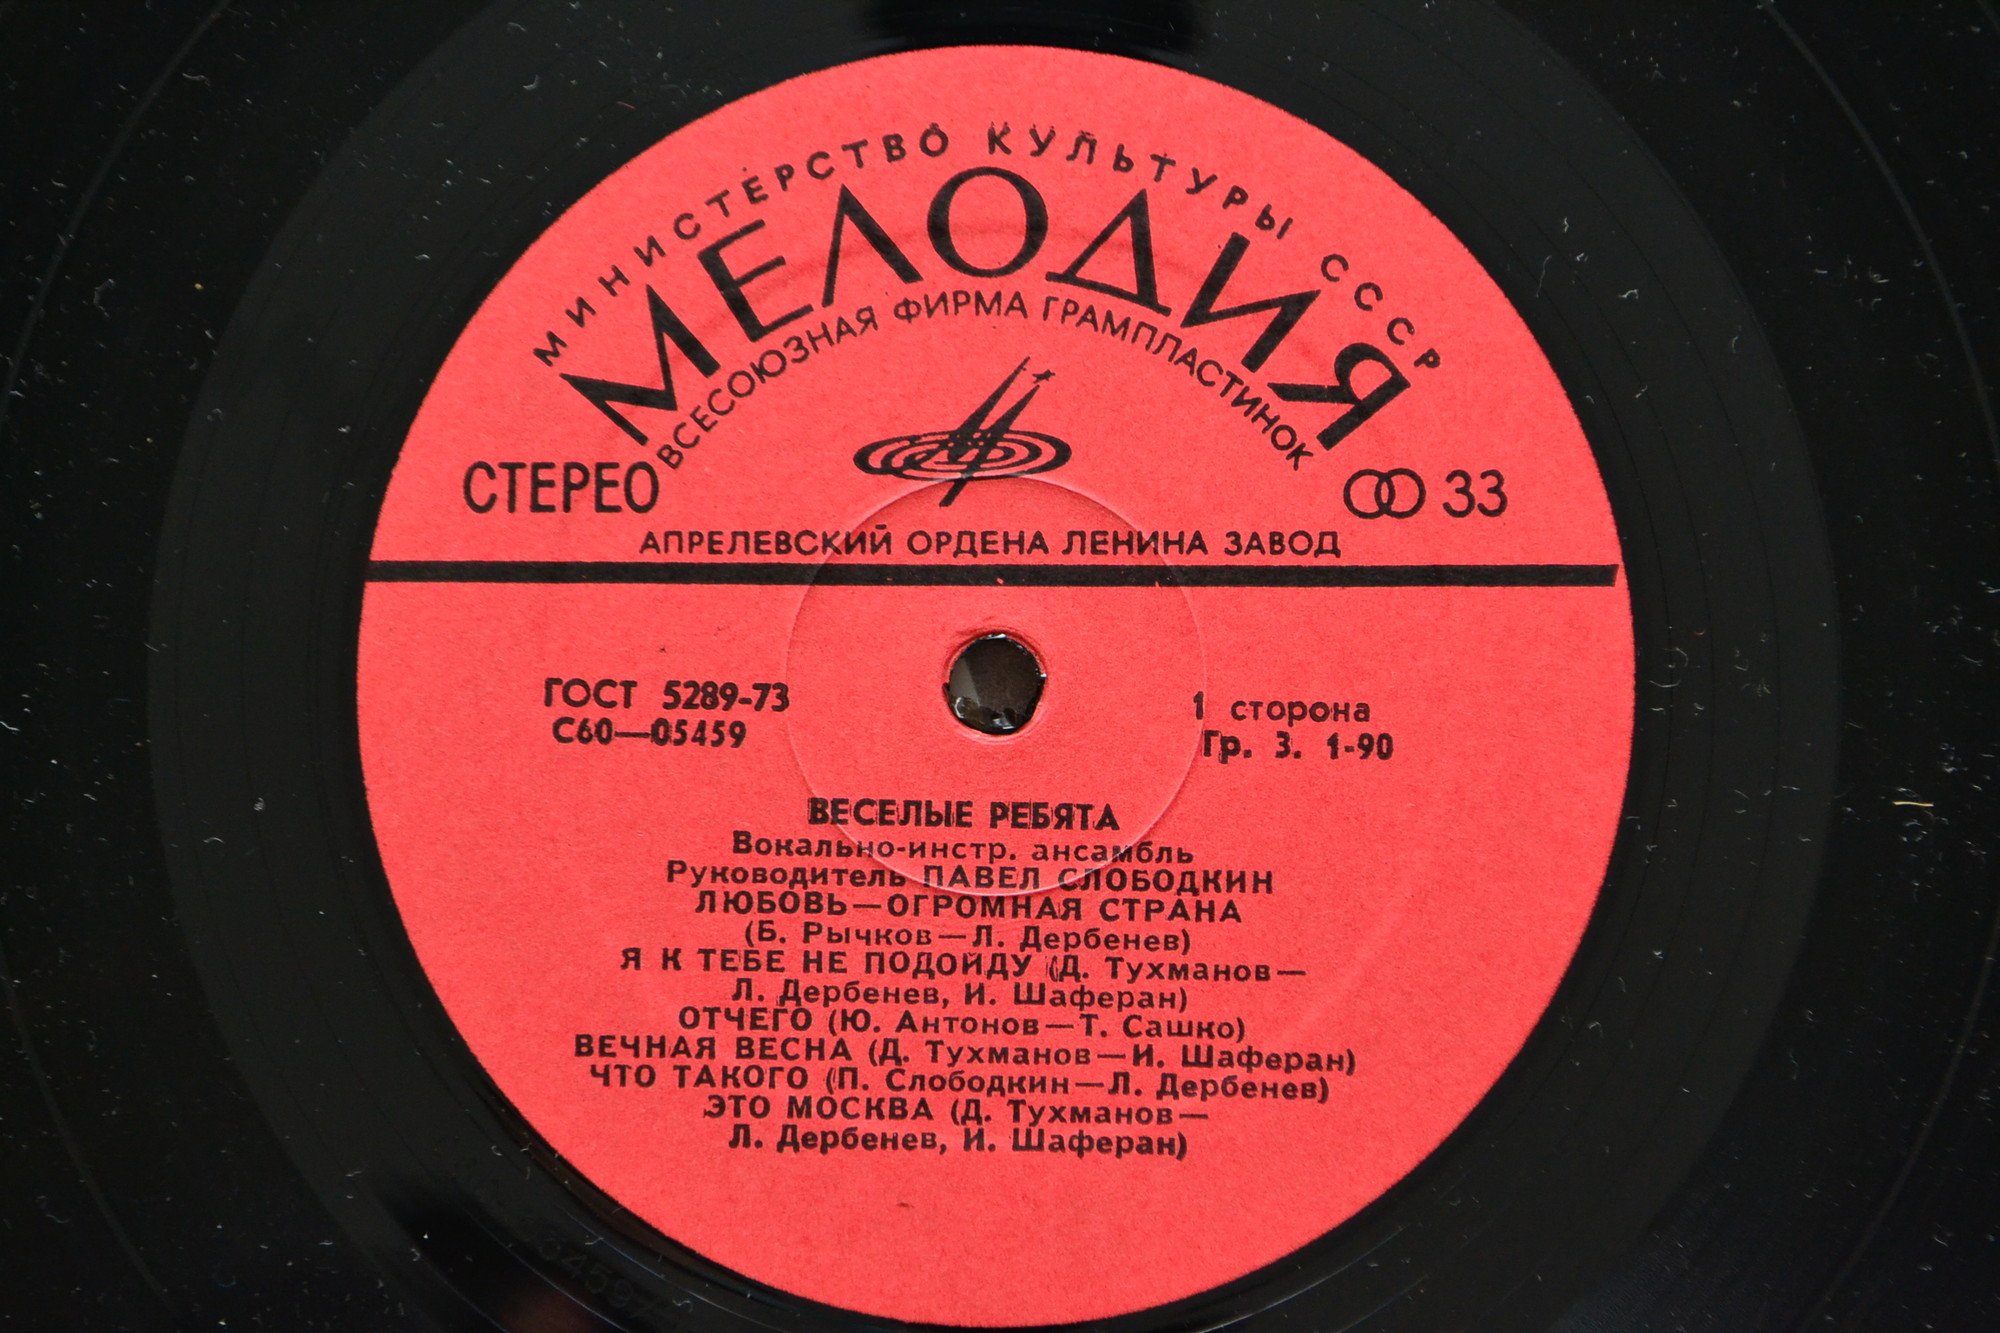 МИНИСТЕРСТВО КУЛЬТУРЫ СССР
МЕЛОДИЯ
ВСЕСОЮЗНАЯ ФИРМА ГРАМПЛАСТИНОК
СТЕРЕО
33
АПРЕЛЕВСКИЙ ОРДЕНА ЛЕНИНА ЗАВОД
ГОСТ 5289-73
С60—05459
1 сторона
Гр. 3. 1-90
ВЕСЕЛЫЕ РЕБЯТА
Вокально-инстр. ансамбль
Руководитель ПАВЕЛ СЛОБОДКИН
ЛЮБОВЬ—ОГРОМНАЯ СТРАНА
(Б. Рычков—Л. Дербенев)
Я К ТЕБЕ НЕ ПОДОЙДУ (Д. Тухманов—
Л. Дербенев, И. Шаферан)
ОТЧЕГО (Ю. Антонов—Т. Сашко)
ВЕЧНАЯ ВЕСНА (Д. Тухманов—И. Шаферан)
ЧТО ТАКОГО (П. Слободкин—Л. Дербенев)
ЭТО МОСКВА (Д. Тухманов—
Л. Дербенев, И. Шаферан)